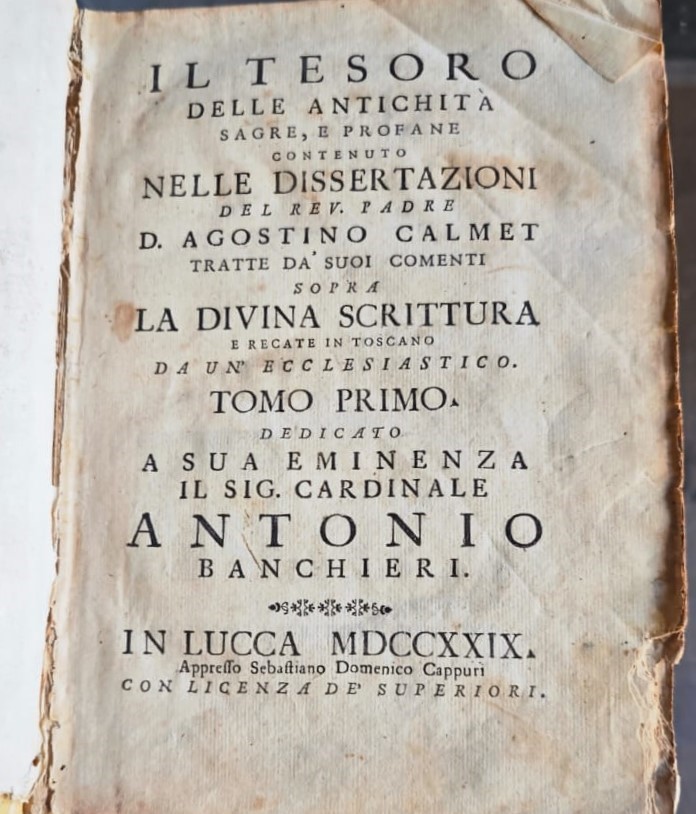 IL TESORO
DELLE ANTICHITÀ
SAGRE, E PROFANE
CONTENUTO
NELLE DISSERTAZIONI
DEL REV. PADRE
D. AGOSTINO CALMET
TRATTE DA' SUOI COMENTI
SOPRA
LA DIVINA SCRITTURA
E RECATE IN TOSCANO
DA UN' ECCLESIASTICO.
TOMO PRIMO.
DEDICATO
A SUA EMINENZA
IL SIG. CARDINALE
ANTONIO
BANCHIERI.
IN LUCCA MDCCXXIX.
Appreſſo Sebaſtiano Domenico Cappuri
CON LICENZA DE' SUPERIORI.